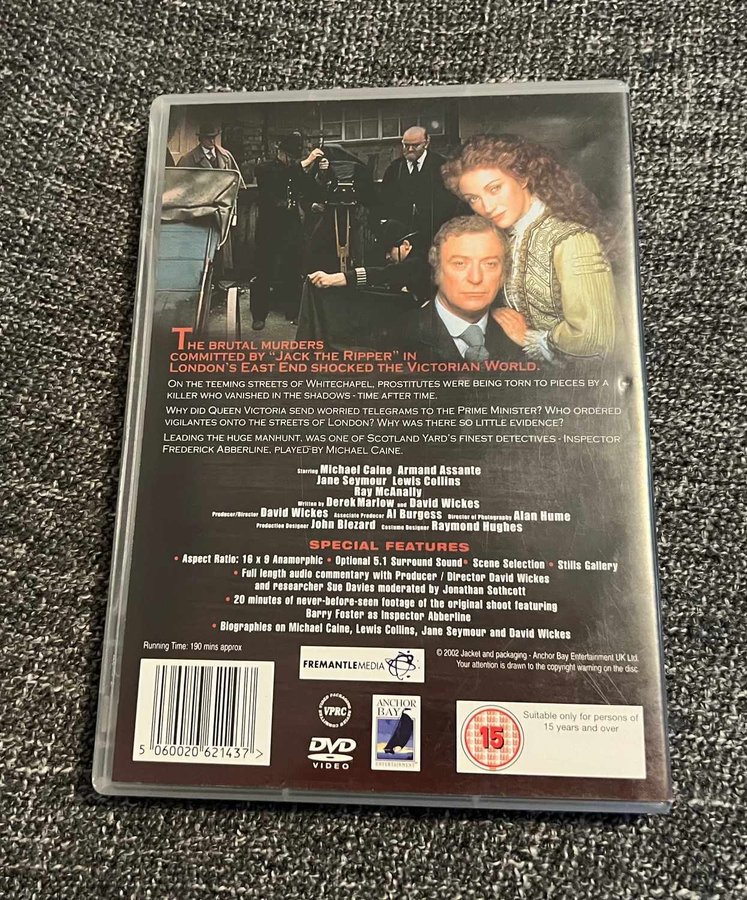 THE BRUTAL MURDERS
COMMITTED BY "JACK THE RIPPER" IN
LONDON'S EAST END SHOCKED THE VICTORIAN WORLD.
ON THE TEEMING STREETS OF WHITECHAPEL, PROSTITUTES WERE BEING TORN TO PIECES BY A
KILLER WHO VANISHED IN THE SHADOWS - TIME AFTER TIME.
WHY DID QUEEN VICTORIA SEND WORRIED TELEGRAMS TO THE PRIME MINISTER? WHO ORDERED
VIGILANTES ONTO THE STREETS OF LONDON? WHY WAS THERE SO LITTLE EVIDENCE?
LEADING THE HUGE MANHUNT, WAS ONE OF SCOTLAND YARD'S FINEST DETECTIVES - INSPECTOR
FREDERICK ABBERLINE, PLAYED BY MICHAEL CAINE.
Starring Michael Caine Armand Assante
Jane Seymour Lewis Collins
Ray McAnally
Written by Derek Marlow and David Wickes
Producer/Director David Wickes Associate Producer Al Burgess Director of Photography Alan Hume
Production Designer John Blezard Costume Designer Raymond Hughes
SPECIAL FEATURES
• Aspect Ratio: 16 x 9 Anamorphic • Optional 5.1 Surround Sound • Scene Selection • Stills Gallery
• Full length audio commentary with Producer / Director David Wickes
and researcher Sue Davies moderated by Jonathan Sothcott
• 20 minutes of never-before-seen footage of the original shoot featuring
Barry Foster as Inspector Abberline
• Biographies on Michael Caine, Lewis Collins, Jane Seymour and David Wickes
Running Time: 190 mins approx
FREMANTLEMEDIA
© 2002 Jacket and packaging - Anchor Bay Entertainment UK Ltd.
Your attention is drawn to the copyright warning on the disc.
5 060020 621437 >
VPRC
DVD
VIDEO
ANCHOR
BAY
ENTERTAINMENT
15
Suitable only for persons of
15 years and over